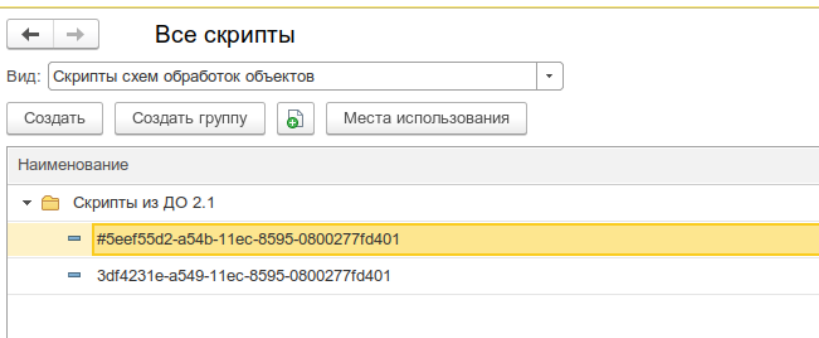 Все скрипты
Вид: Скрипты схем обработок объектов
Создать Создать группу Места использования
Наименование
Скрипты из ДО 2.1
#5eef55d2-a54b-11ec-8595-0800277fd401
3df4231e-a549-11ec-8595-0800277fd401